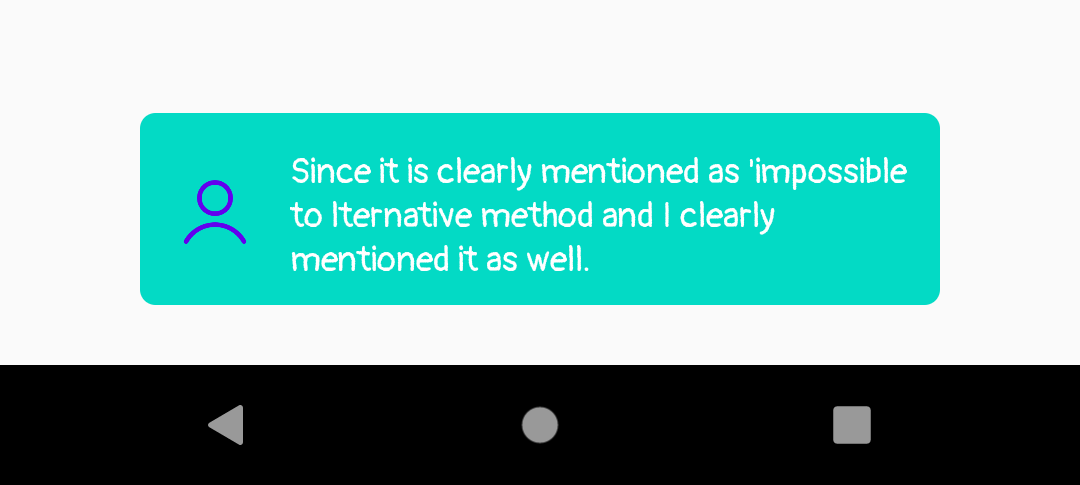 Since it is clearly mentioned as 'impossible
to Iternative method and I clearly
mentioned it as well.